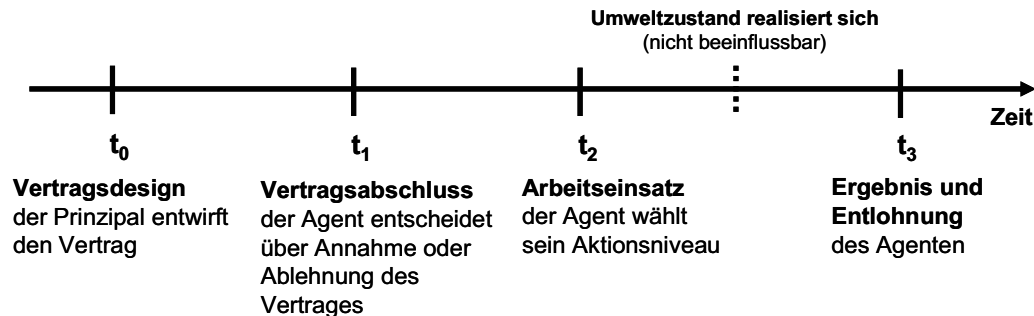 Umweltzustand realisiert sich
(nicht beeinflussbar)
Zeit
t0
t1
t2
t3
Vertragsdesign
der Prinzipal entwirft
den Vertrag
Vertragsabschluss
der Agent entscheidet
über Annahme oder
Ablehnung des
Vertrages
Arbeitseinsatz
der Agent wählt
sein Aktionsniveau
Ergebnis und
Entlohnung
des Agenten